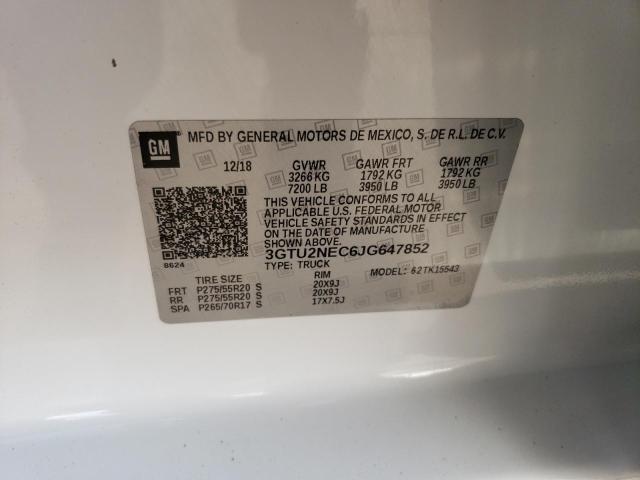 GM ® MFD BY GENERAL MOTORS DE MEXICO, S. DE R.L. DE C.V.
12/18 GVWR GAWR FRT GAWR RR
3266 KG 1792 KG 1792 KG
7200 LB 3950 LB 3950 LB
THIS VEHICLE CONFORMS TO ALL
APPLICABLE U.S. FEDERAL MOTOR
VEHICLE SAFETY STANDARDS IN EFFECT
ON THE DATE OF MANUFACTURE
SHOWN ABOVE.
3GTU2NEC6JG647852
8624 TYPE: TRUCK MODEL: 62TK15543
TIRE SIZE RIM
FRT P275/55R20 S 20X9J
RR P275/55R20 S 20X9J
SPA P265/70R17 S 17X7.5J